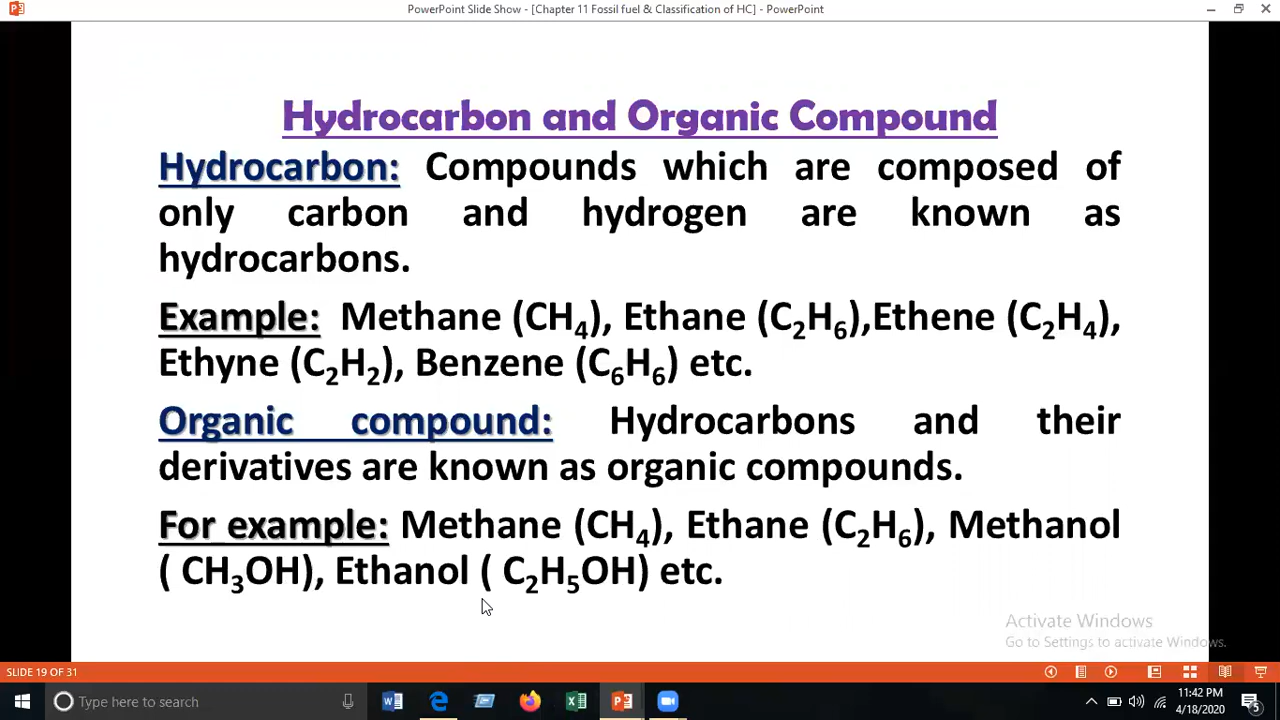 PowerPoint Slide Show - [Chapter 11 Fossil fuel & Classification of HC] - PowerPoint
Hydrocarbon and Organic Compound
Hydrocarbon: Compounds which are composed of
only carbon and hydrogen are known as
hydrocarbons.
Example: Methane (CH₄), Ethane (C₂H₆),Ethene (C₂H₄),
Ethyne (C₂H₂), Benzene (C₆H₆) etc.
Organic compound: Hydrocarbons and their
derivatives are known as organic compounds.
For example: Methane (CH₄), Ethane (C₂H₆), Methanol
( CH₃OH), Ethanol ( C₂H₅OH) etc.
Activate Windows
Go to Settings to activate Windows.
SLIDE 19 OF 31
Type here to search
11:42 PM
4/18/2020
5